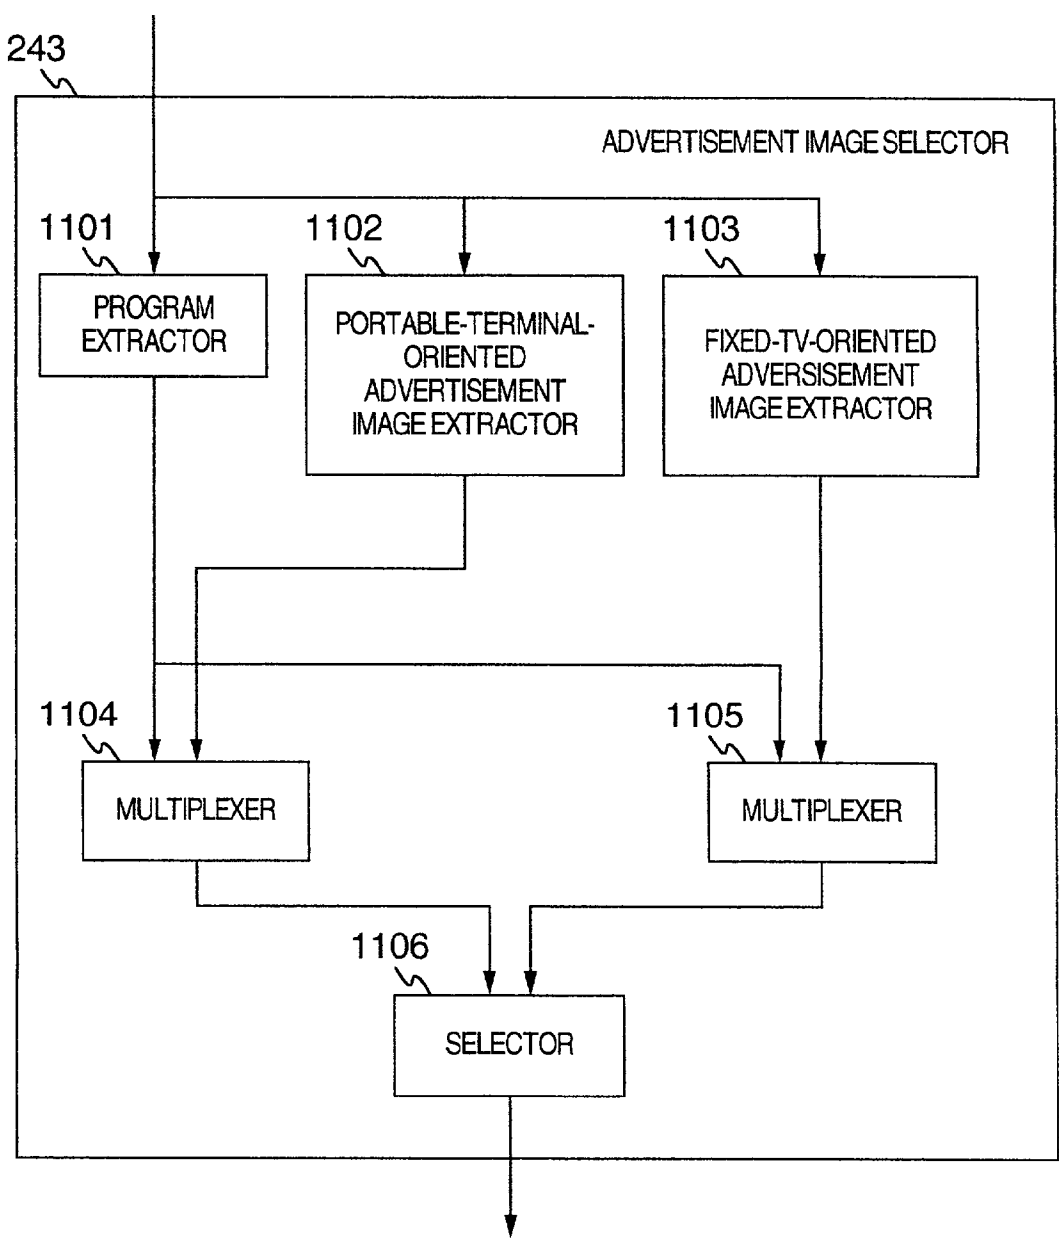 243
ADVERTISEMENT IMAGE SELECTOR
1101
PROGRAM
EXTRACTOR
1102
PORTABLE-TERMINAL-
ORIENTED
ADVERTISEMENT
IMAGE EXTRACTOR
1103
FIXED-TV-ORIENTED
ADVERSISEMENT
IMAGE EXTRACTOR
1104
MULTIPLEXER
1105
MULTIPLEXER
1106
SELECTOR